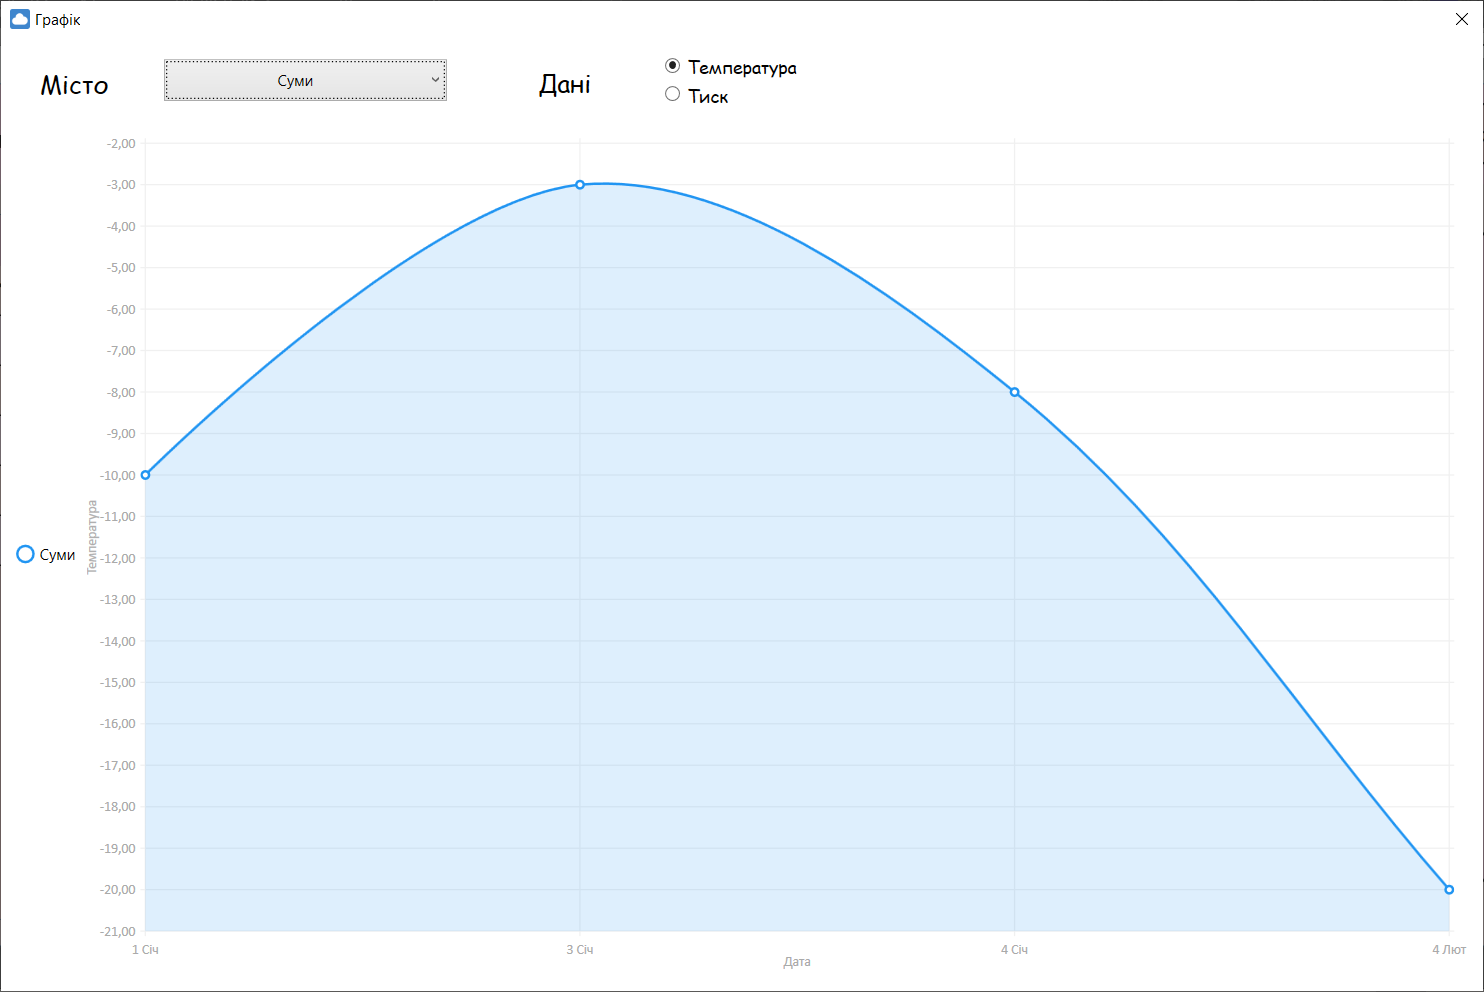 Графік
Місто
Суми
Дані
Температура
Тиск
-2,00
-3,00
-4,00
-5,00
-6,00
-7,00
-8,00
-9,00
-10,00
-11,00
-12,00
-13,00
-14,00
-15,00
-16,00
-17,00
-18,00
-19,00
-20,00
-21,00
Температура
Суми
1 Січ
3 Січ
4 Січ
4 Лют
Дата